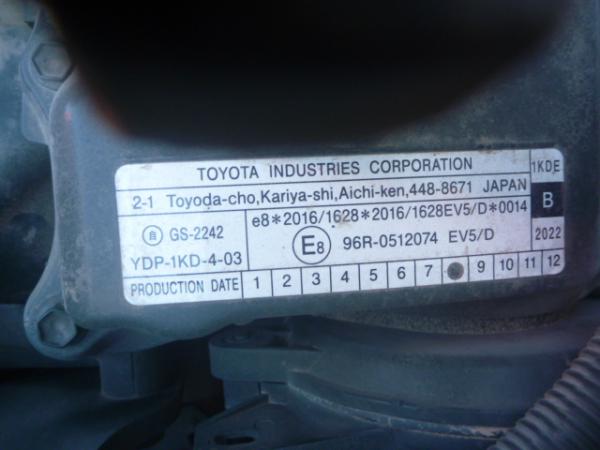 TOYOTA INDUSTRIES CORPORATION
1KDE
2-1 Toyoda-cho,Kariya-shi,Aichi-ken,448-8671 JAPAN
B
e8*2016/1628*2016/1628EV5/D*0014
GS-2242
E8 96R-0512074 EV5/D
2022
YDP-1KD-4-03
PRODUCTION DATE 1 2 3 4 5 6 7 9 10 11 12